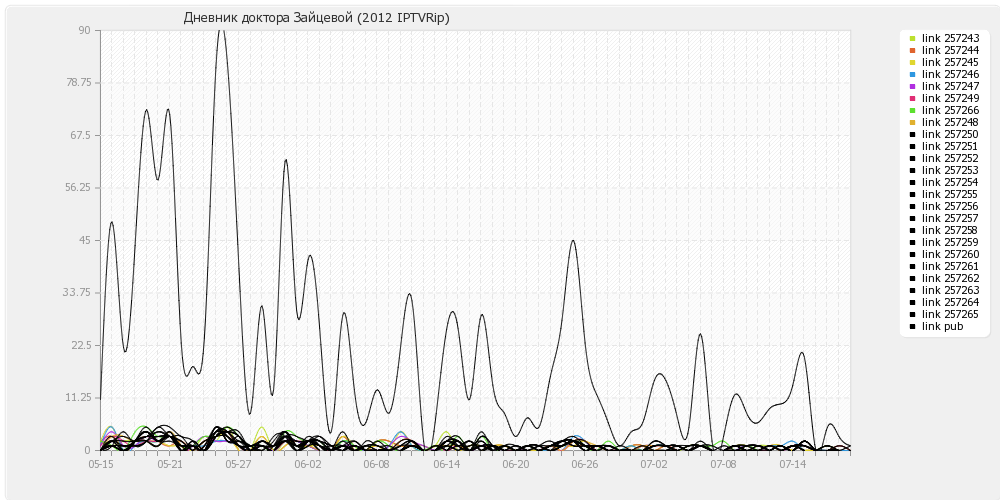 Дневник доктора Зайцевой (2012 IPTVRip)
90
78.75
67.5
56.25
45
33.75
22.5
11.25
0
05-15 05-21 05-27 06-02 06-08 06-14 06-20 06-26 07-02 07-08 07-14
link 257243
link 257244
link 257245
link 257246
link 257247
link 257249
link 257266
link 257248
link 257250
link 257251
link 257252
link 257253
link 257254
link 257255
link 257256
link 257257
link 257258
link 257259
link 257260
link 257261
link 257262
link 257263
link 257264
link 257265
link pub